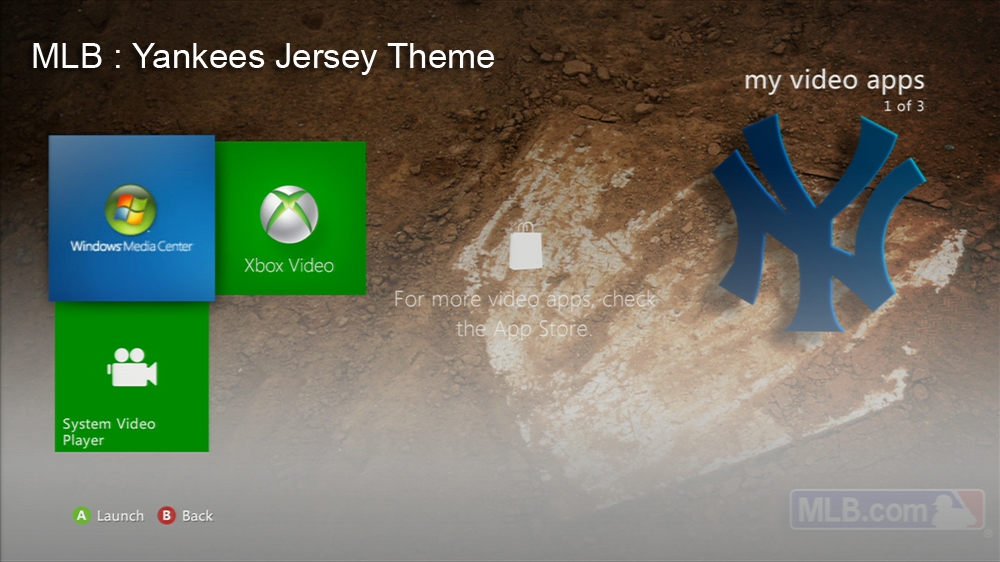 MLB : Yankees Jersey Theme
my video apps
1 of 3
Windows Media Center
Xbox Video
For more video apps, check
the App Store.
System Video
Player
A Launch B Back
NY
MLB.com